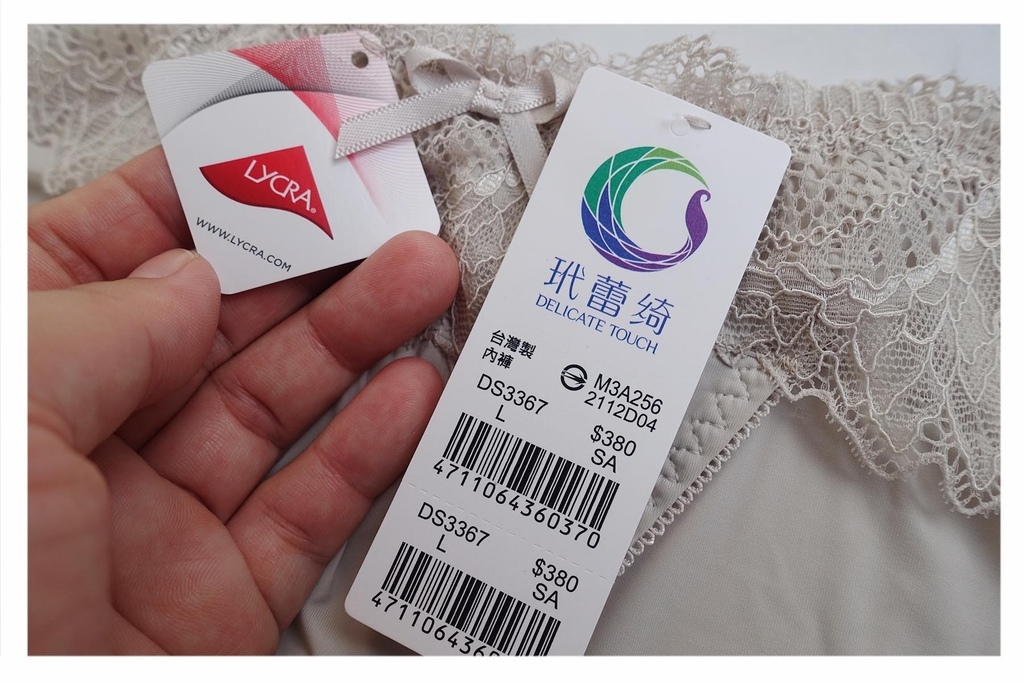 LYCRA®
WWW.LYCRA.COM
玳蕾綺
DELICATE TOUCH
台灣製
內褲
M3A256
2112D04
DS3367
L
$380
SA
4711064360370
DS3367
L
$380
SA